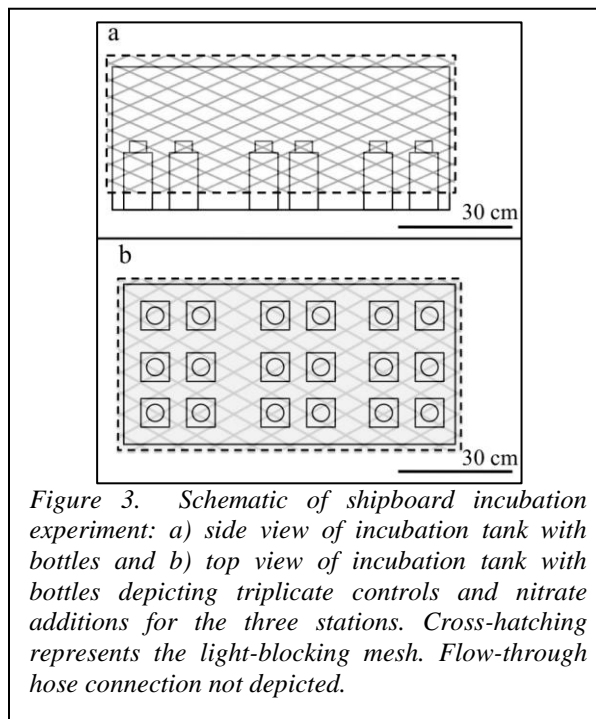 a
30 cm
b
30 cm
Figure 3. Schematic of shipboard incubation
experiment: a) side view of incubation tank with
bottles and b) top view of incubation tank with
bottles depicting triplicate controls and nitrate
additions for the three stations. Cross-hatching
represents the light-blocking mesh. Flow-through
hose connection not depicted.